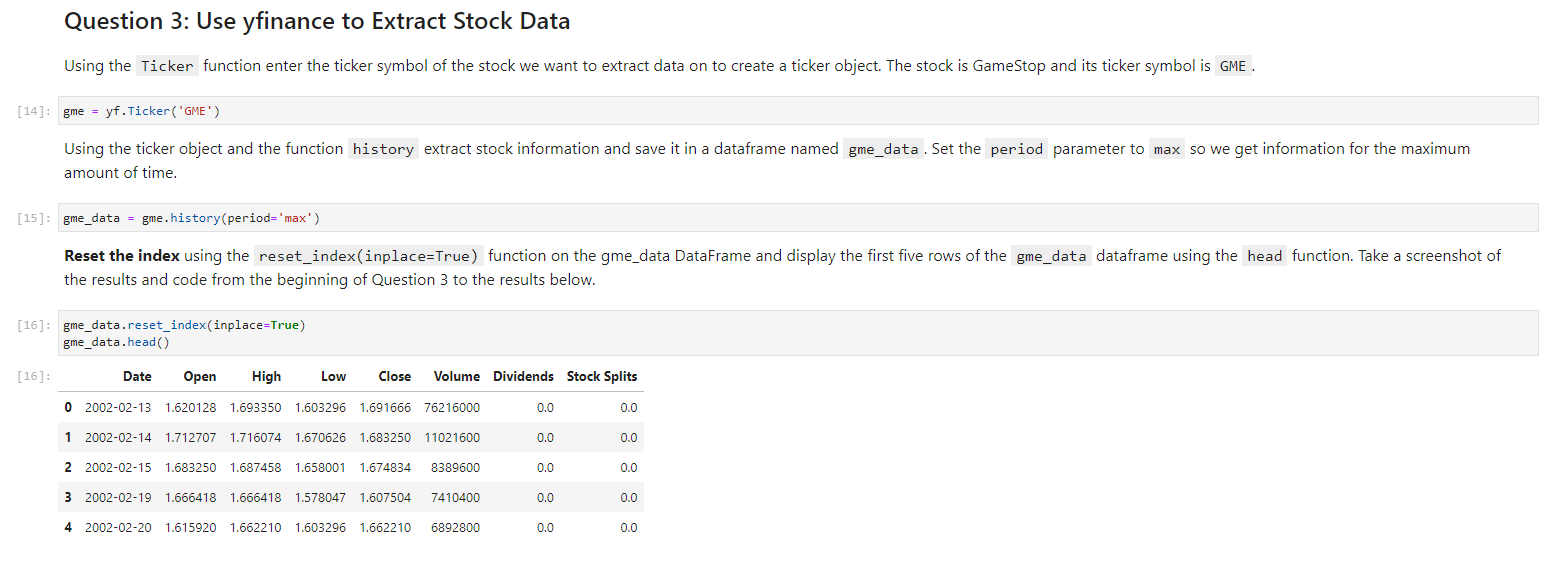 Question 3: Use yfinance to Extract Stock Data
Using the Ticker function enter the ticker symbol of the stock we want to extract data on to create a ticker object. The stock is GameStop and its ticker symbol is GME .
[14]: gme = yf.Ticker('GME')
Using the ticker object and the function history extract stock information and save it in a dataframe named gme_data . Set the period parameter to max so we get information for the maximum
amount of time.
[15]: gme_data = gme.history(period='max')
Reset the index using the reset_index(inplace=True) function on the gme_data DataFrame and display the first five rows of the gme_data dataframe using the head function. Take a screenshot of
the results and code from the beginning of Question 3 to the results below.
[16]: gme_data.reset_index(inplace=True)
gme_data.head()
[16]: Date Open High Low Close Volume Dividends Stock Splits
0 2002-02-13 1.620128 1.693350 1.603296 1.691666 76216000 0.0 0.0
1 2002-02-14 1.712707 1.716074 1.670626 1.683250 11021600 0.0 0.0
2 2002-02-15 1.683250 1.687458 1.658001 1.674834 8389600 0.0 0.0
3 2002-02-19 1.666418 1.666418 1.578047 1.607504 7410400 0.0 0.0
4 2002-02-20 1.615920 1.662210 1.603296 1.662210 6892800 0.0 0.0